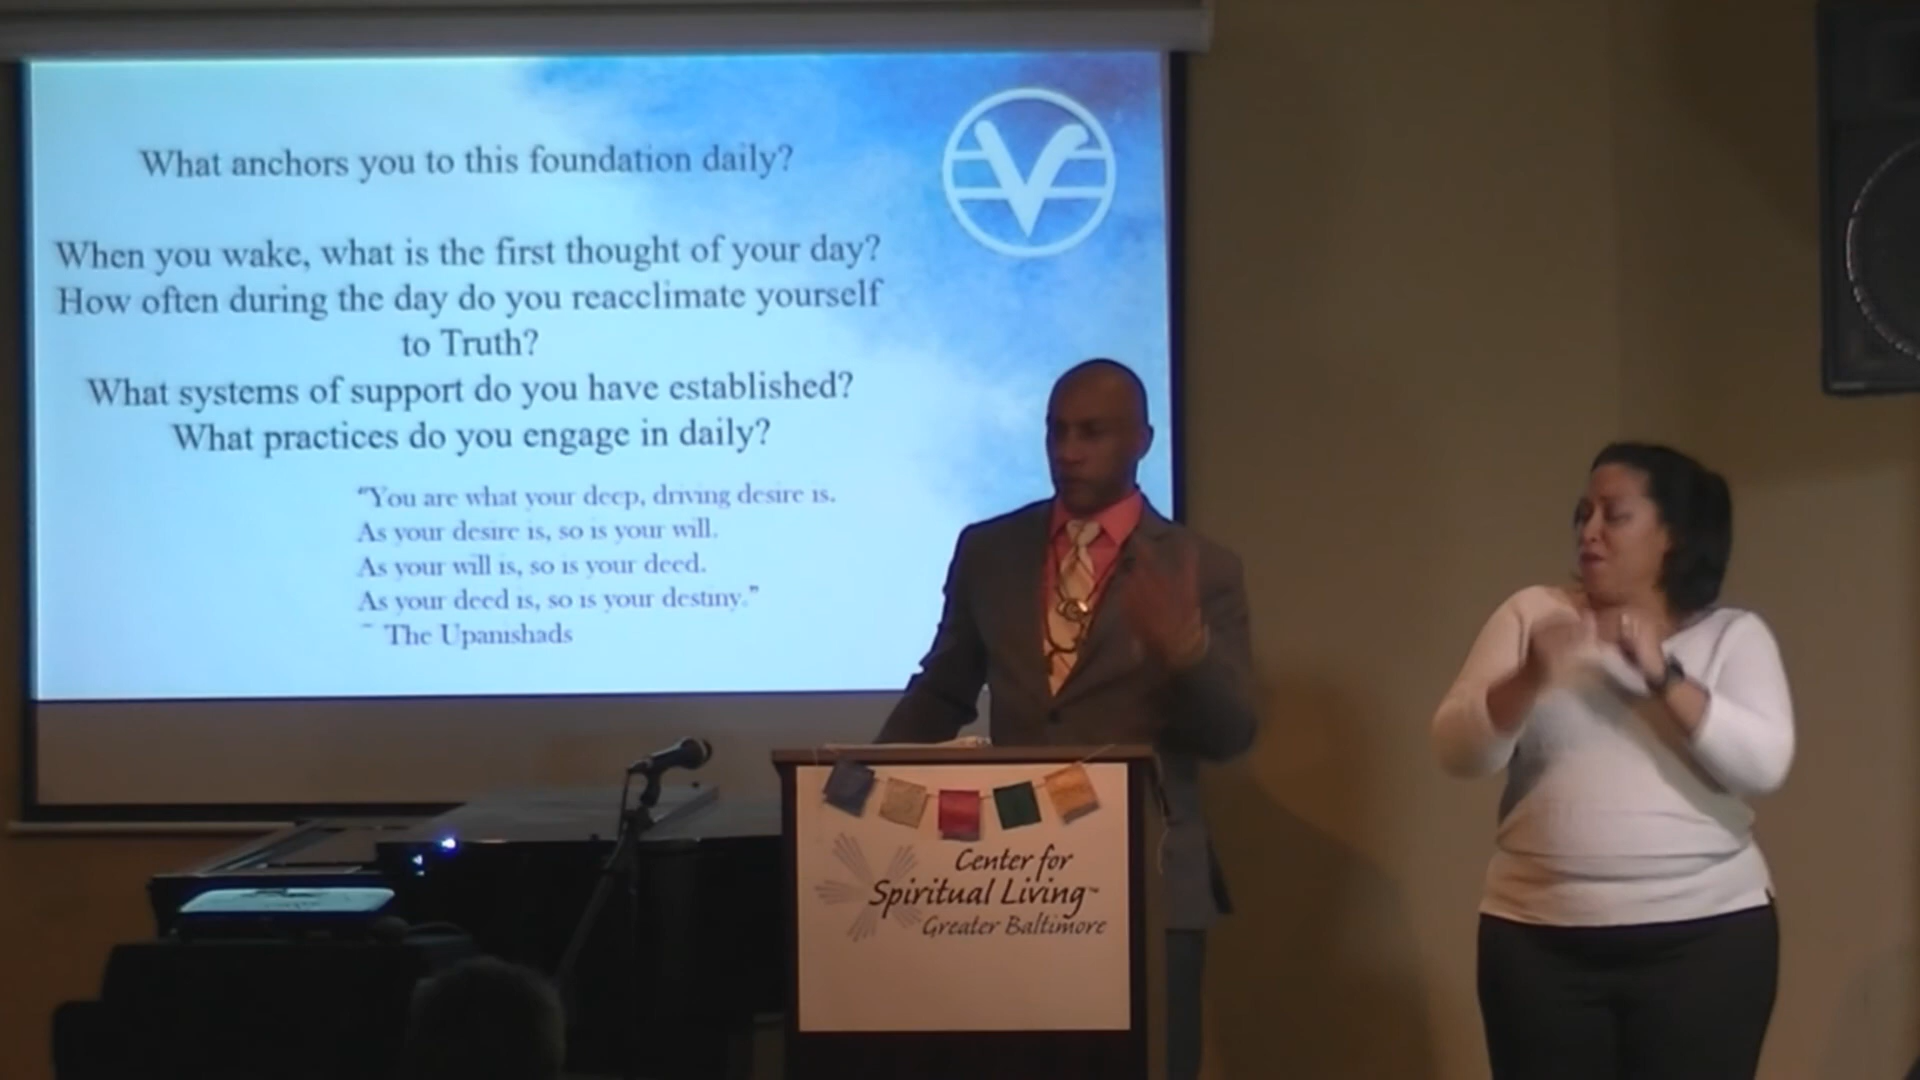 What anchors you to this foundation daily?
When you wake, what is the first thought of your day?
How often during the day do you reacclimate yourself
to Truth?
What systems of support do you have established?
What practices do you engage in daily?
"You are what your deep, driving desire is.
As your desire is, so is your will.
As your will is, so is your deed.
As your deed is, so is your destiny."
~ The Upanishads
Center for
Spiritual Living™
Greater Baltimore